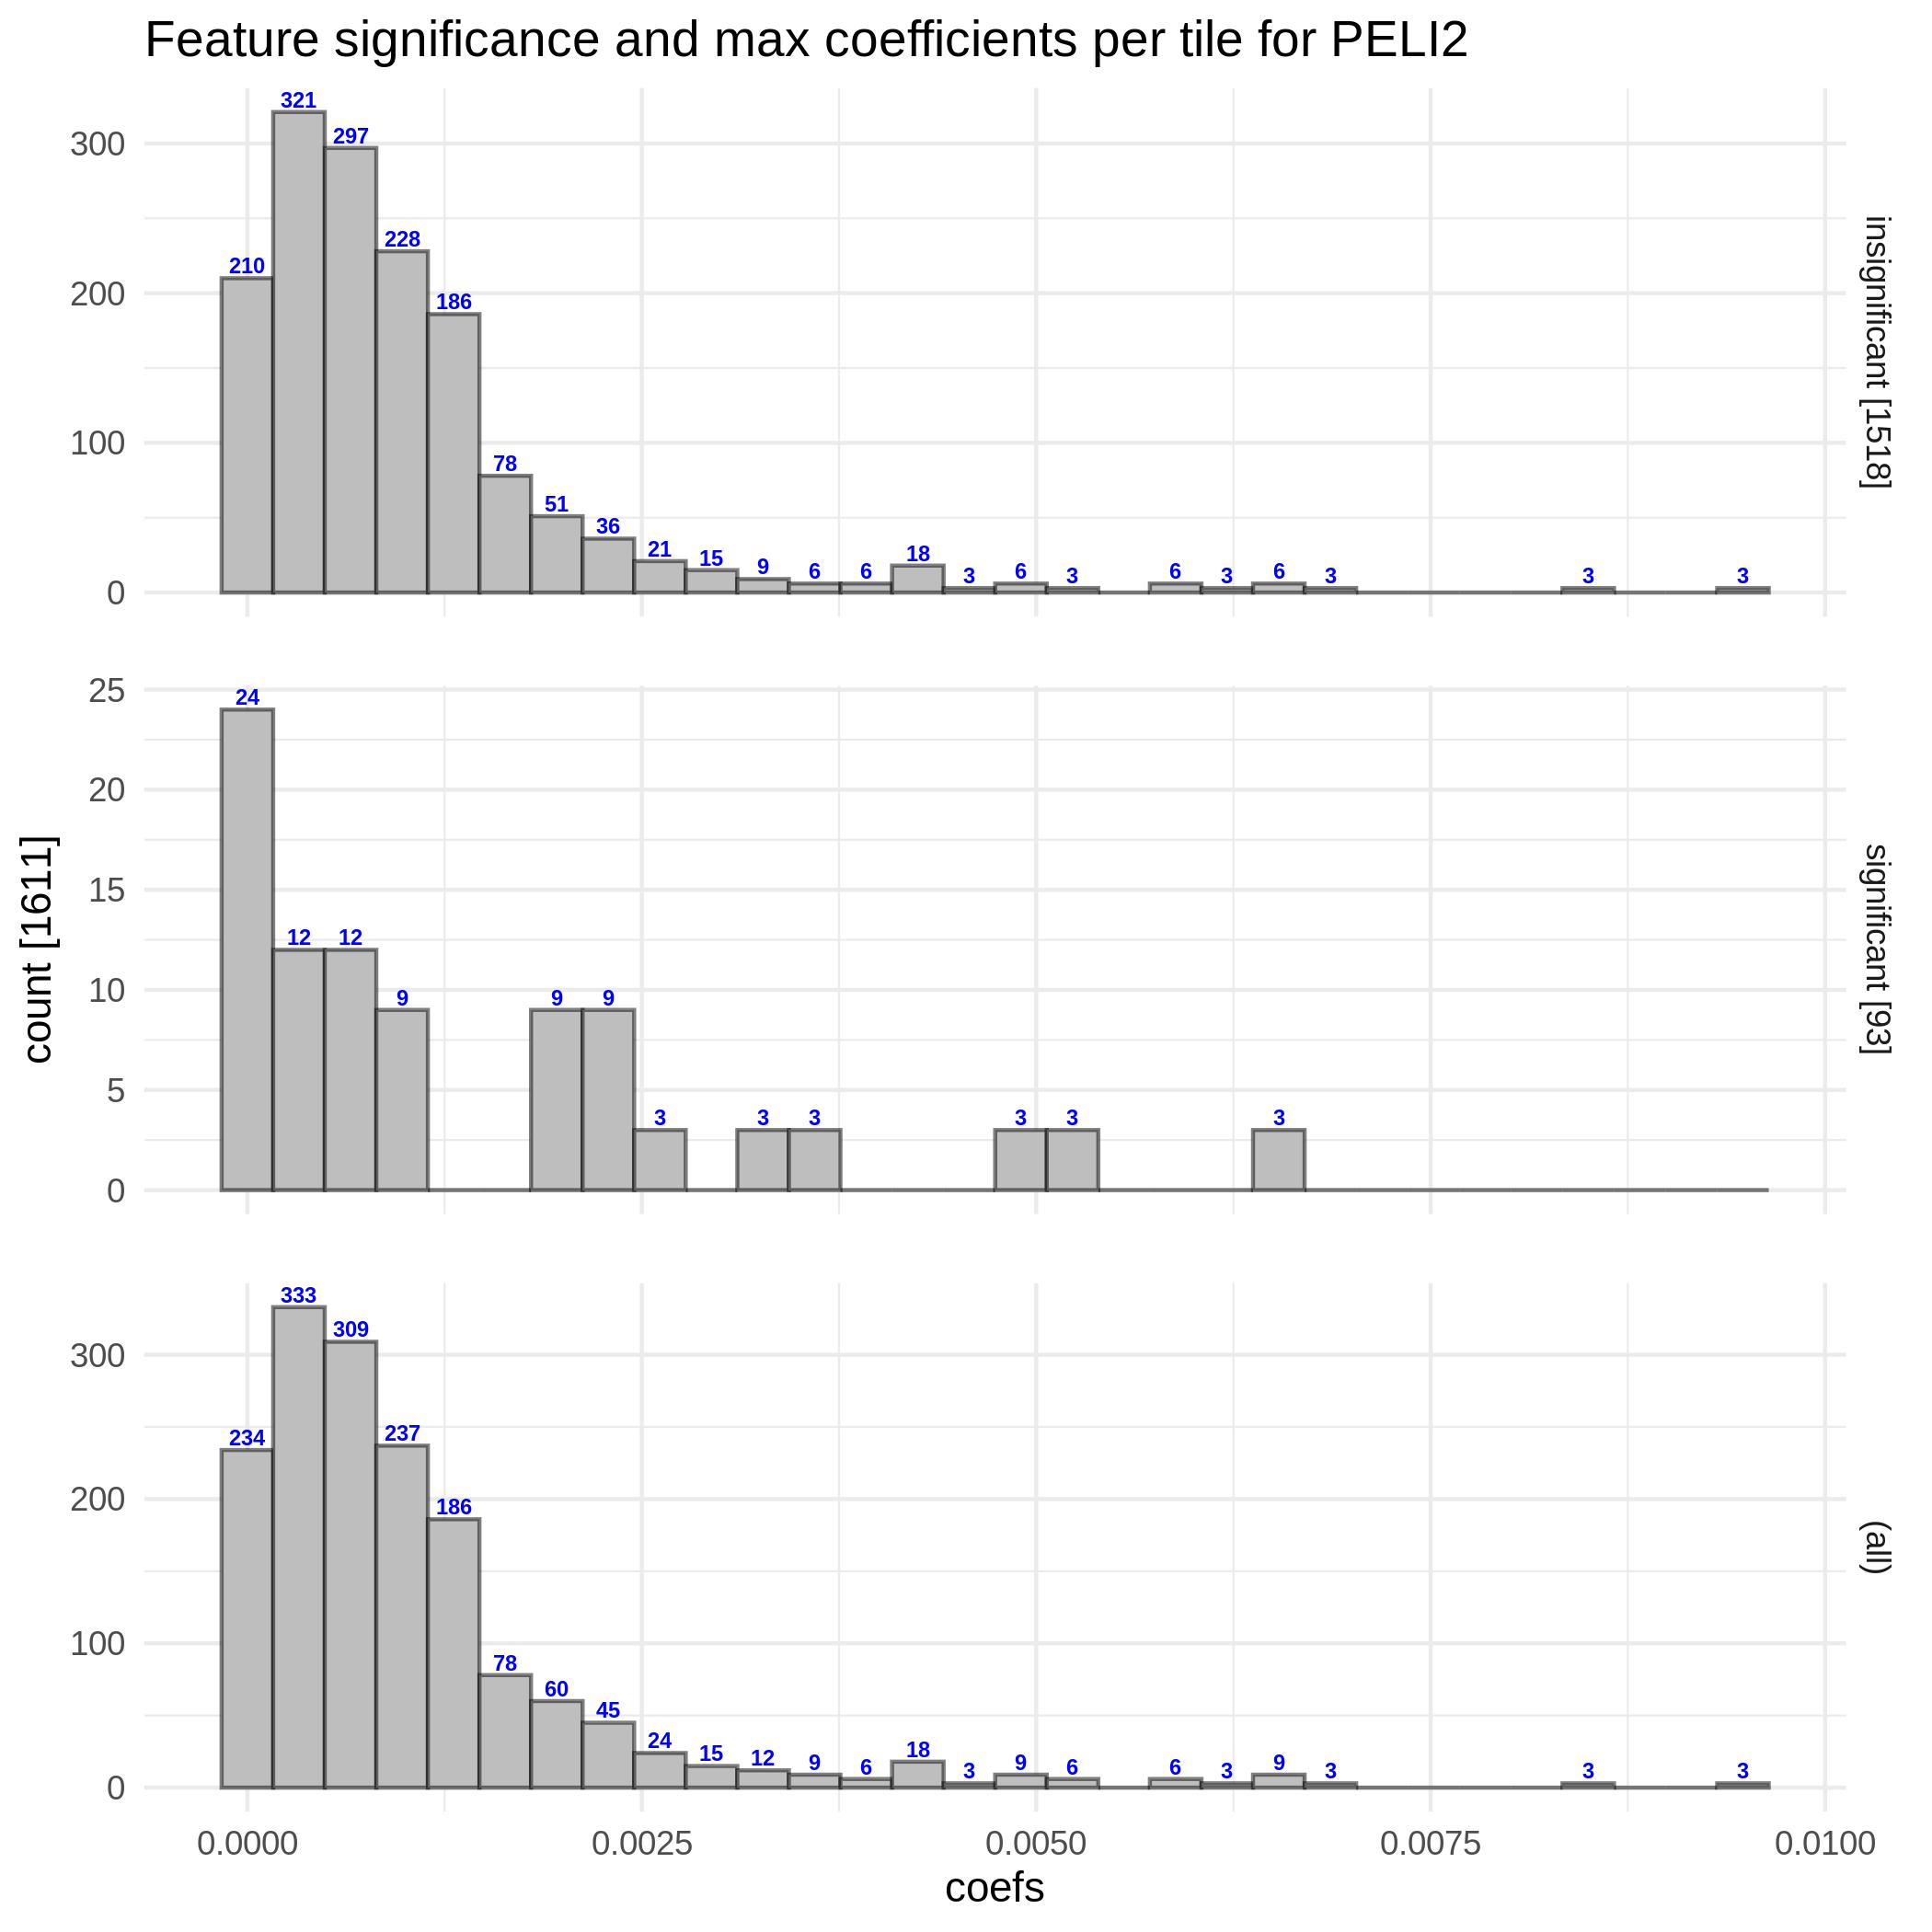 Feature significance and max coefficients per tile for PELI2
count [1611]
300
200
100
0
210 321 297 228 186 78 51 36 21 15 9 6 6 18 3 6 3 6 3 6 3 3 3
insignificant [1518]
25
20
15
10
5
0
24 12 12 9 9 9 3 3 3 3 3 3
significant [93]
300
200
100
0
234 333 309 237 186 78 60 45 24 15 12 9 6 18 3 9 6 6 3 9 3 3 3
(all)
0.0000 0.0025 0.0050 0.0075 0.0100
coefs